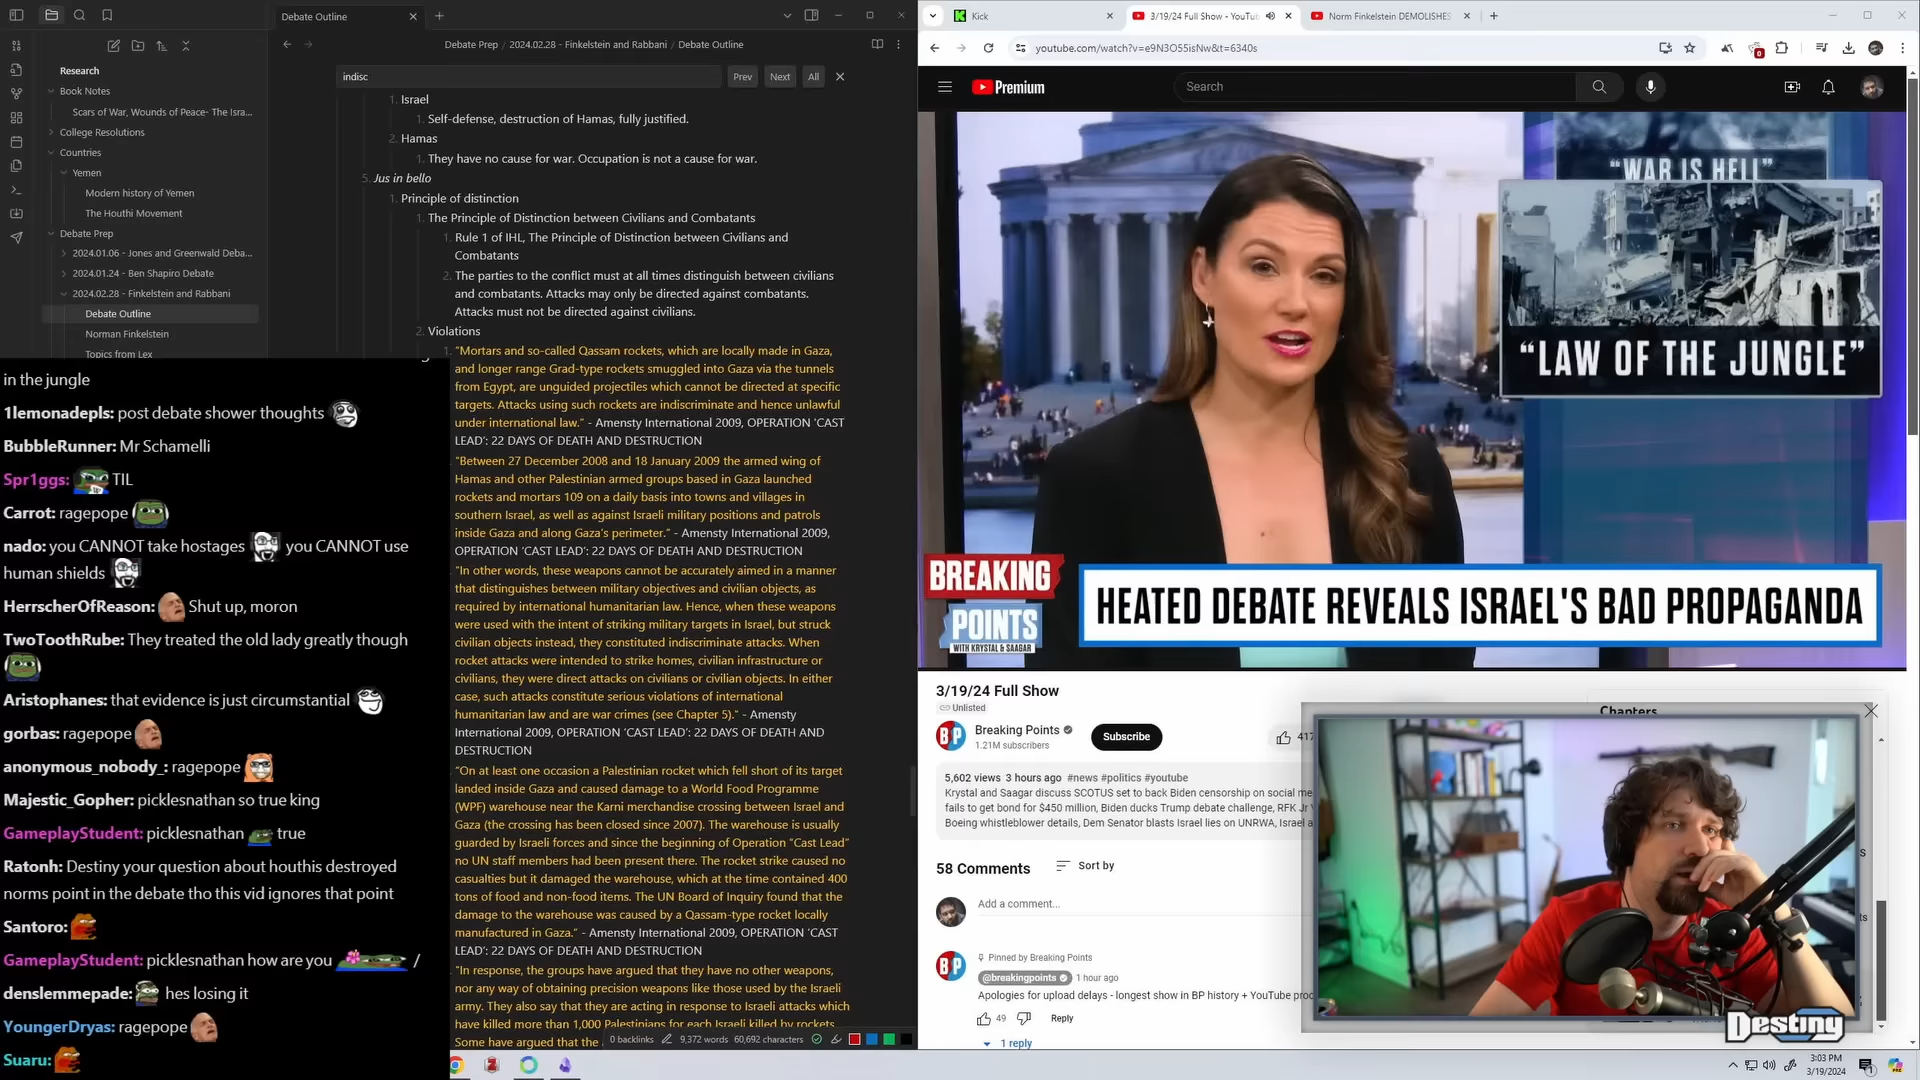 Debate Outline
Debate Prep / 2024.02.28 - Finkelstein and Rabbani / Debate Outline
indisc
Prev
Next
All
Research
Book Notes
Scars of War, Wounds of Peace- The Isra...
College Resolutions
Countries
Yemen
Modern history of Yemen
The Houthi Movement
Debate Prep
2024.01.06 - Jones and Greenwald Deba...
2024.01.24 - Ben Shapiro Debate
2024.02.28 - Finkelstein and Rabbani
Debate Outline
Norman Finkelstein
Topics from Lex
1. Israel
1. Self-defense, destruction of Hamas, fully justified.
2. Hamas
1. They have no cause for war. Occupation is not a cause for war.
5. Jus in bello
1. Principle of distinction
1. The Principle of Distinction between Civilians and Combatants
1. Rule 1 of IHL, The Principle of Distinction between Civilians and
Combatants
2. The parties to the conflict must at all times distinguish between civilians
and combatants. Attacks may only be directed against combatants.
Attacks must not be directed against civilians.
2. Violations
1. "Mortars and so-called Qassam rockets, which are locally made in Gaza,
and longer range Grad-type rockets smuggled into Gaza via the tunnels
from Egypt, are unguided projectiles which cannot be directed at specific
targets. Attacks using such rockets are indiscriminate and hence unlawful
under international law." - Amensty International 2009, OPERATION 'CAST
LEAD': 22 DAYS OF DEATH AND DESTRUCTION
"Between 27 December 2008 and 18 January 2009 the armed wing of
Hamas and other Palestinian armed groups based in Gaza launched
rockets and mortars 109 on a daily basis into towns and villages in
southern Israel, as well as against Israeli military positions and patrols
inside Gaza and along Gaza's perimeter." - Amensty International 2009,
OPERATION 'CAST LEAD': 22 DAYS OF DEATH AND DESTRUCTION
"In other words, these weapons cannot be accurately aimed in a manner
that distinguishes between military objectives and civilian objects, as
required by international humanitarian law. Hence, when these weapons
were used with the intent of striking military targets in Israel, but struck
civilian objects instead, they constituted indiscriminate attacks. When
rocket attacks were intended to strike homes, civilian infrastructure or
civilians, they were direct attacks on civilians or civilian objects. In either
case, such attacks constitute serious violations of international
humanitarian law and are war crimes (see Chapter 5)." - Amensty
International 2009, OPERATION 'CAST LEAD': 22 DAYS OF DEATH AND
DESTRUCTION
"On at least one occasion a Palestinian rocket which fell short of its target
landed inside Gaza and caused damage to a World Food Programme
(WPF) warehouse near the Karni merchandise crossing between Israel and
Gaza (the crossing has been closed since 2007). The warehouse is usually
guarded by Israeli forces and since the beginning of Operation "Cast Lead"
no UN staff members had been present there. The rocket strike caused no
casualties but it damaged the warehouse, which at the time contained 400
tons of food and non-food items. The UN Board of Inquiry found that the
damage to the warehouse was caused by a Qassam-type rocket locally
manufactured in Gaza." - Amensty International 2009, OPERATION 'CAST
LEAD': 22 DAYS OF DEATH AND DESTRUCTION
"In response, the groups have argued that they have no other weapons,
nor any way of obtaining precision weapons like those used by the Israeli
army. They also say that they are acting in response to Israeli attacks which
have killed more than 1,000 Palestinians for each Israeli killed by rockets.
Some have argued that the
0 backlinks
9,372 words
60,692 characters
in the jungle
1lemonadepls: post debate shower thoughts
BubbleRunner: Mr Schamelli
Spr1ggs: TIL
Carrot: ragepope
nado: you CANNOT take hostages you CANNOT use
human shields
HerrscherOfReason: Shut up, moron
TwoToothRube: They treated the old lady greatly though
Aristophanes: that evidence is just circumstantial
gorbas: ragepope
anonymous_nobody_: ragepope
Majestic_Gopher: picklesnathan so true king
GameplayStudent: picklesnathan true
Ratonh: Destiny your question about houthis destroyed
norms point in the debate tho this vid ignores that point
Santoro:
GameplayStudent: picklesnathan how are you /
denslemmepade: hes losing it
YoungerDryas: ragepope
Suaru:
Kick
3/19/24 Full Show - YouTu
Norm Finkelstein DEMOLISHES
youtube.com/watch?v=e9N3O55isNw&t=6340s
0
Premium
Search
"WAR IS HELL"
"LAW OF THE JUNGLE"
BREAKING
POINTS
WITH KRYSTAL & SAAGAR
HEATED DEBATE REVEALS ISRAEL'S BAD PROPAGANDA
3/19/24 Full Show
Unlisted
Breaking Points
1.21M subscribers
Subscribe
417
Chapters
5,602 views 3 hours ago #news #politics #youtube
Krystal and Saagar discuss SCOTUS set to back Biden censorship on social me
fails to get bond for $450 million, Biden ducks Trump debate challenge, RFK Jr
Boeing whistleblower details, Dem Senator blasts Israel lies on UNRWA, Israel a
58 Comments
Sort by
Add a comment...
Pinned by Breaking Points
@breakingpoints
1 hour ago
Apologies for upload delays - longest show in BP history + YouTube proc
49
Reply
1 reply
Destiny
3:03 PM
3/19/2024